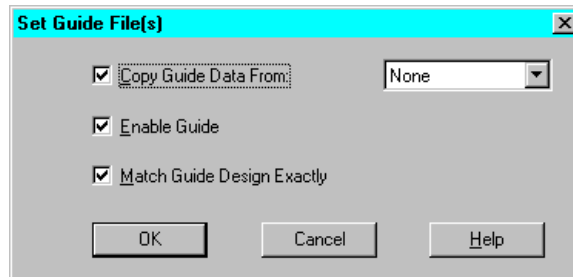 Set Guide File(s)
Copy Guide Data From: None
Enable Guide
Match Guide Design Exactly
OK Cancel Help